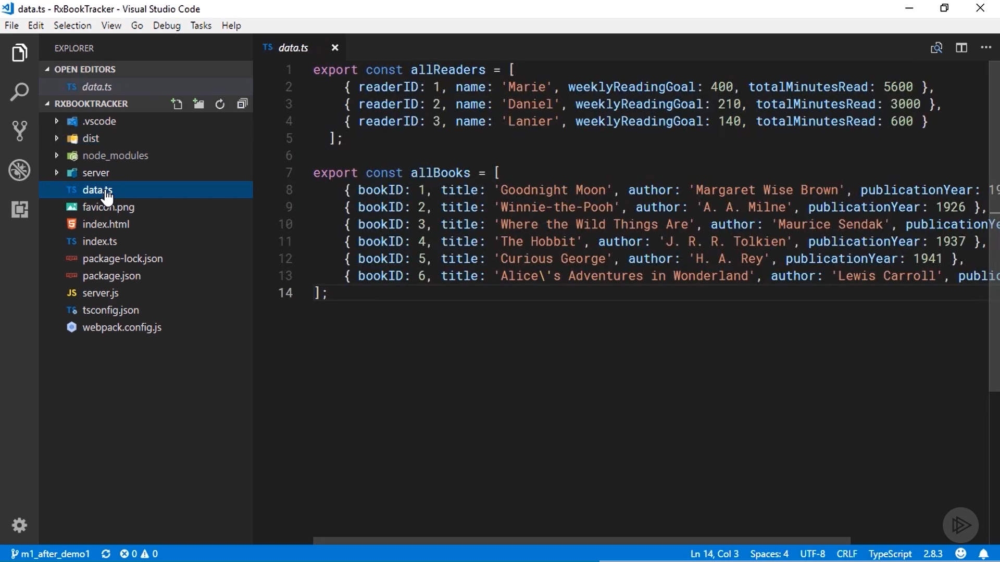 data.ts - RxBookTracker - Visual Studio Code
File Edit Selection View Go Debug Tasks Help
EXPLORER
OPEN EDITORS
TS data.ts
RXBOOKTRACKER
.vscode
dist
node_modules
server
TS data.ts
favicon.png
index.html
TS index.ts
package-lock.json
package.json
JS server.js
tsconfig.json
webpack.config.js
TS data.ts
1 export const allReaders = [
2 { readerID: 1, name: 'Marie', weeklyReadingGoal: 400, totalMinutesRead: 5600 },
3 { readerID: 2, name: 'Daniel', weeklyReadingGoal: 210, totalMinutesRead: 3000 },
4 { readerID: 3, name: 'Lanier', weeklyReadingGoal: 140, totalMinutesRead: 600 }
5 ];
6
7 export const allBooks = [
8 { bookID: 1, title: 'Goodnight Moon', author: 'Margaret Wise Brown', publicationYear: 19
9 { bookID: 2, title: 'Winnie-the-Pooh', author: 'A. A. Milne', publicationYear: 1926 },
10 { bookID: 3, title: 'Where the Wild Things Are', author: 'Maurice Sendak', publicationYe
11 { bookID: 4, title: 'The Hobbit', author: 'J. R. R. Tolkien', publicationYear: 1937 },
12 { bookID: 5, title: 'Curious George', author: 'H. A. Rey', publicationYear: 1941 },
13 { bookID: 6, title: 'Alice\'s Adventures in Wonderland', author: 'Lewis Carroll', public
14 ];
m1_after_demo1 0 0 Ln 14, Col 3 Spaces: 4 UTF-8 CRLF TypeScript 2.8.3